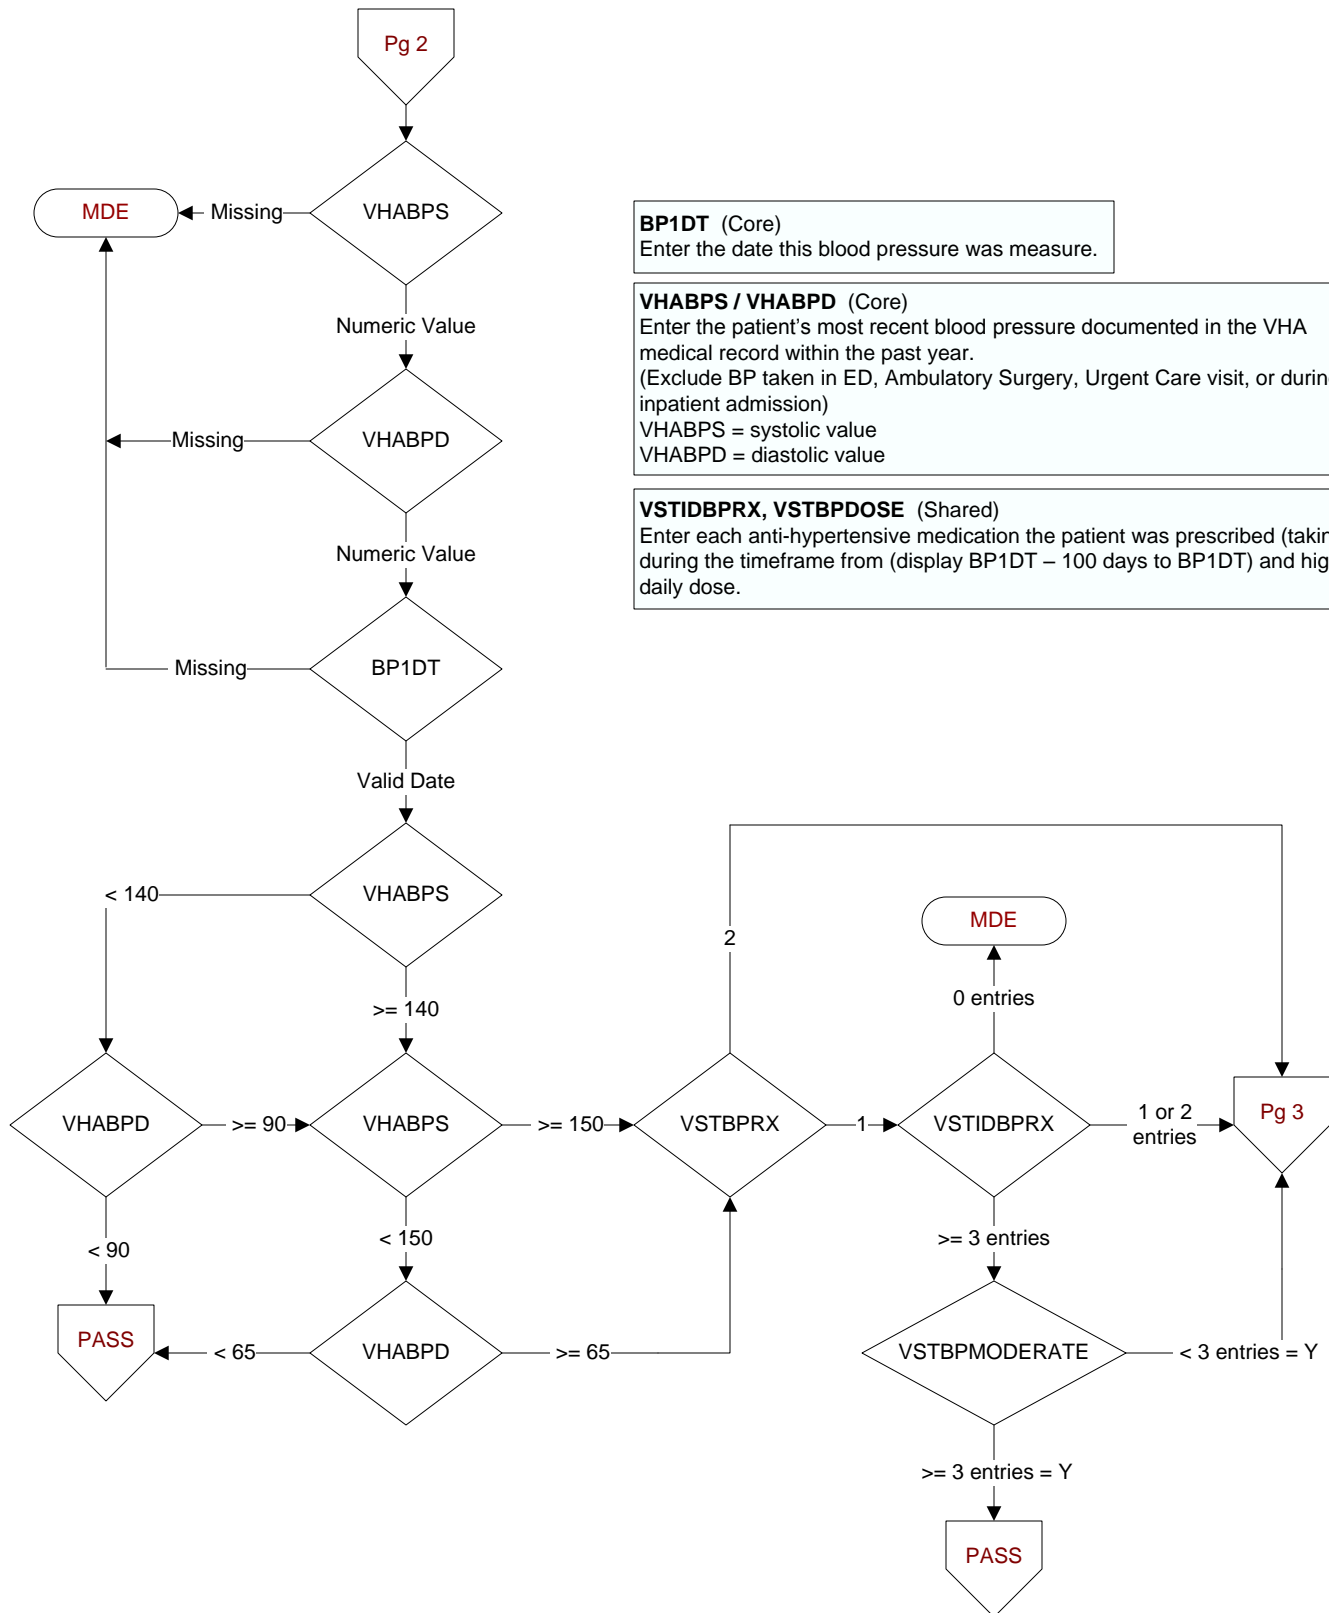 Pg 2
VHABPS
MDE
Missing
Numeric Value
BP1DT (Core)
Enter the date this blood pressure was measure.
VHABPS / VHABPD (Core)
Enter the patient's most recent blood pressure documented in the VHA
medical record within the past year.
(Exclude BP taken in ED, Ambulatory Surgery, Urgent Care visit, or
inpatient admission)
VHABPS = systolic value
VHABPD = diastolic value
VHABPD
Missing
Numeric Value
VSTIDBPRX, VSTBPDOSE (Shared)
Enter each anti-hypertensive medication the patient was prescribed
during the timeframe from (display BP1DT – 100 days to BP1DT) and
daily dose.
BP1DT
Missing
Valid Date
VHABPS
< 140
>= 140
2
MDE
0 entries
VHABPD
>= 90
VHABPS
>= 150
VSTBPRX
1
VSTIDBPRX
1 or 2
entries
Pg 3
< 90
< 150
>= 3 entries
PASS
< 65
VHABPD
>= 65
VSTBPMODERATE
< 3 entries = Y
>= 3 entries = Y
PASS